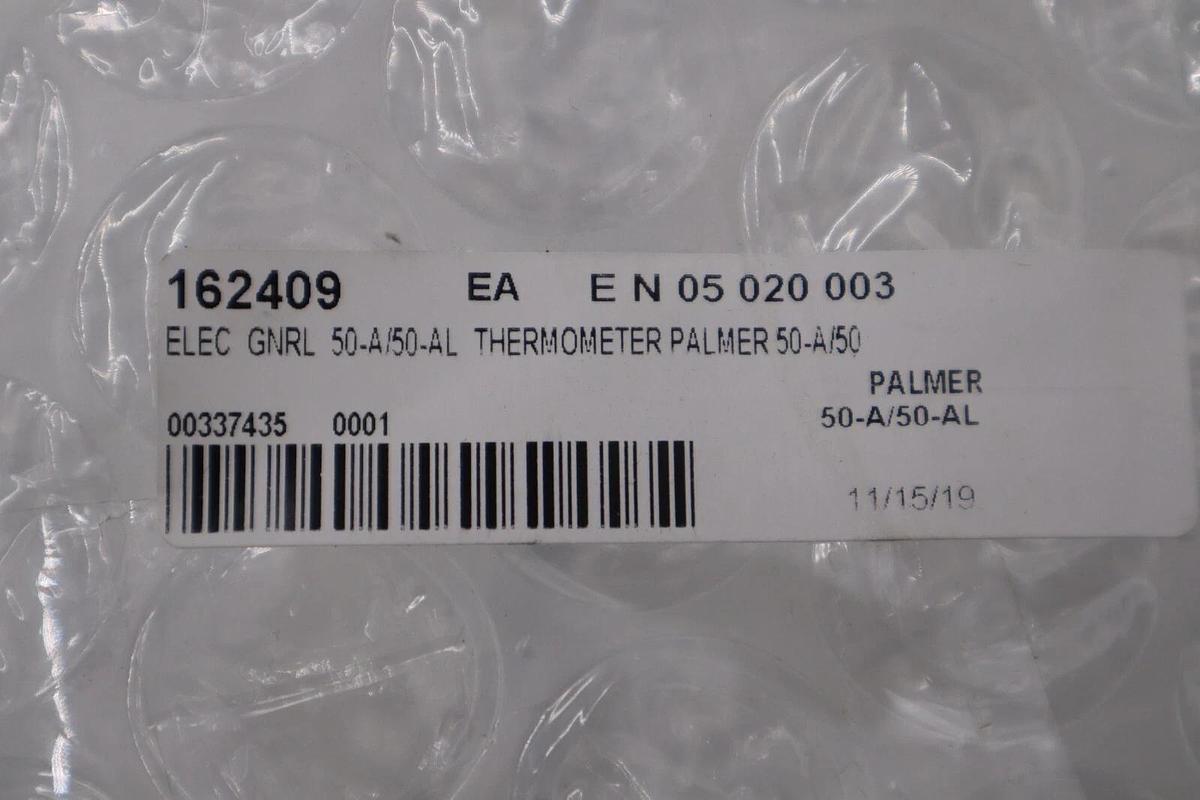 162409 EA E N 05 020 003
ELEC GNRL 50-A/50-AL THERMOMETER PALMER 50-A/50
PALMER
00337435 0001 50-A/50-AL
11/15/19